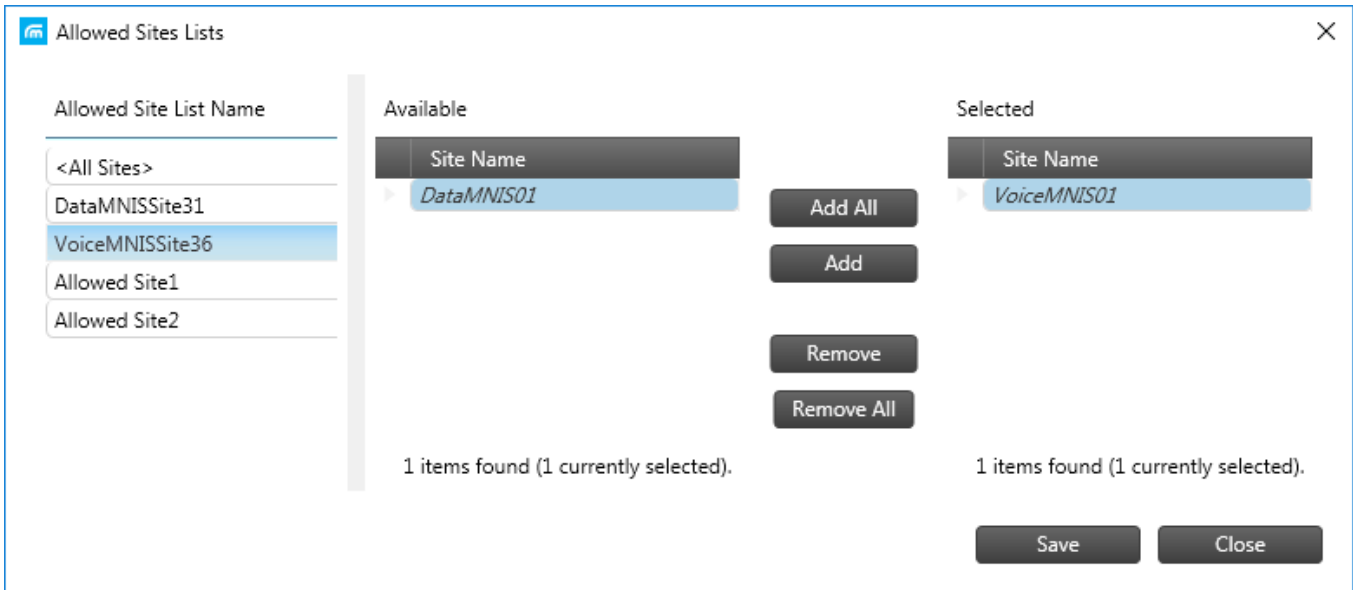 Allowed Sites Lists
Allowed Site List Name
<All Sites>
DataMNISSite31
VoiceMNISSite36
Allowed Site1
Allowed Site2
Available
Site Name
DataMNIS01
1 items found (1 currently selected).
Add All
Add
Remove
Remove All
Selected
Site Name
VoiceMNIS01
1 items found (1 currently selected).
Save
Close